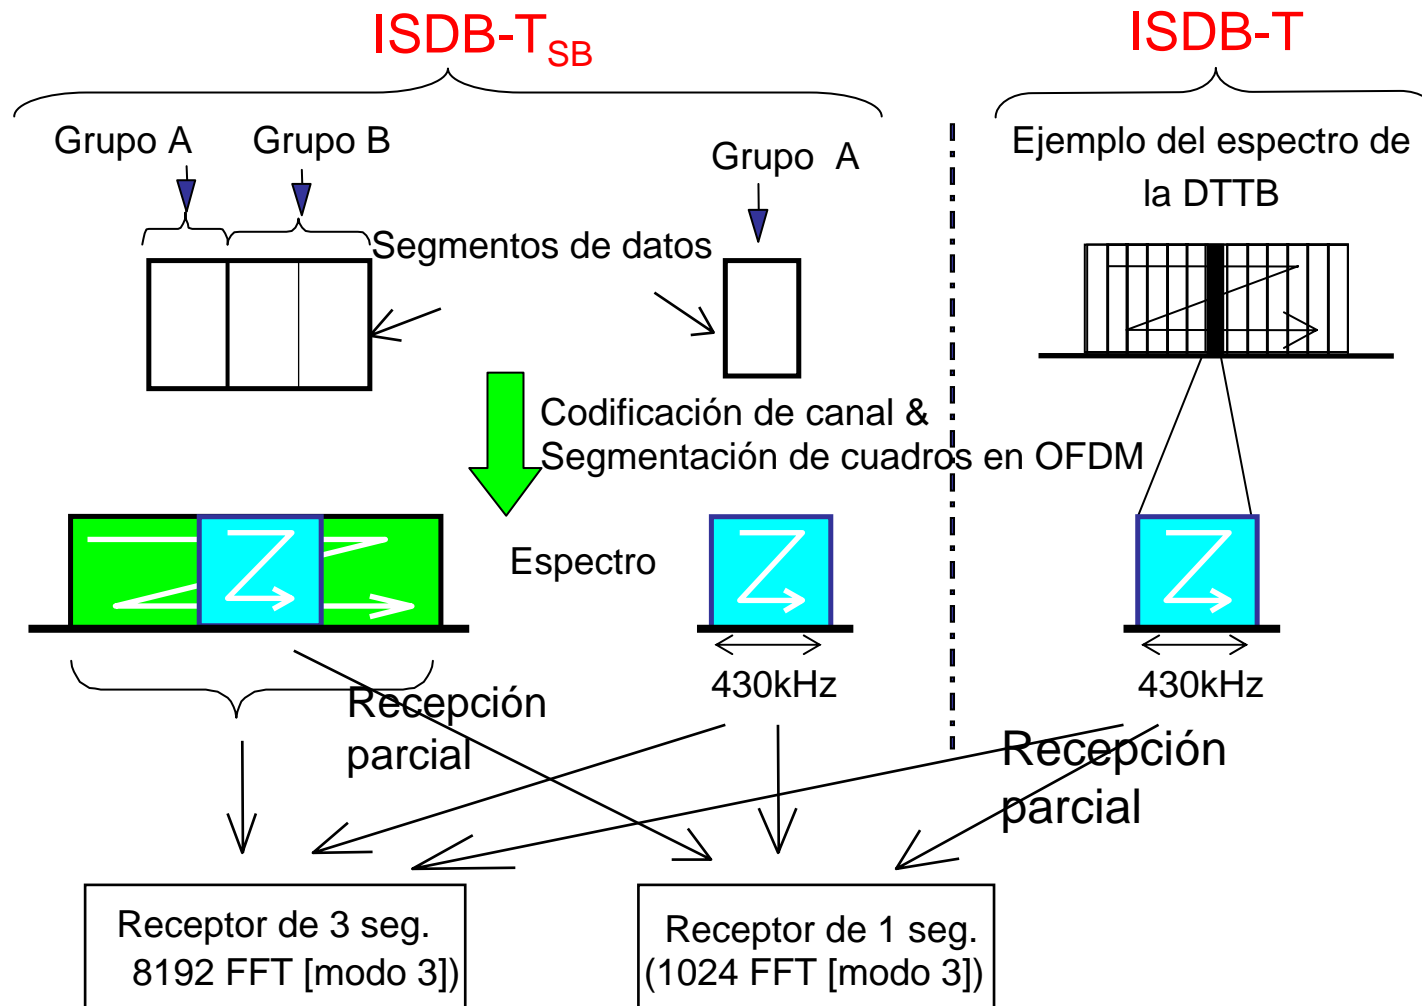 ISDB-TSB
ISDB-T
Grupo A
Grupo B
Grupo A
Ejemplo del espectro de
la DTTB
Segmentos de datos
Codificación de canal &
Segmentación de cuadros en OFDM
Espectro
430kHz
430kHz
Recepción
parcial
Recepción
parcial
Receptor de 3 seg.
8192 FFT [modo 3])
Receptor de 1 seg.
(1024 FFT [modo 3])